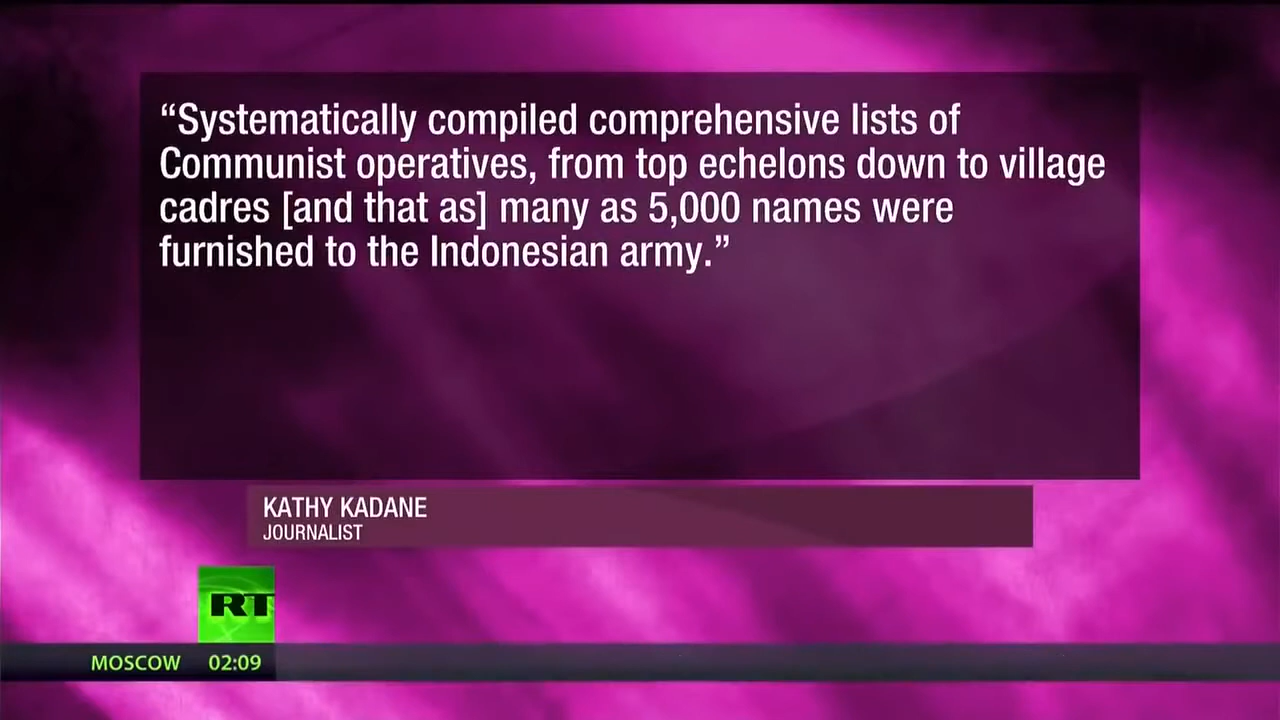 “Systematically compiled comprehensive lists of
Communist operatives, from top echelons down to village
cadres [and that as] many as 5,000 names were
furnished to the Indonesian army.”
KATHY KADANE
JOURNALIST
RT
MOSCOW 02:09